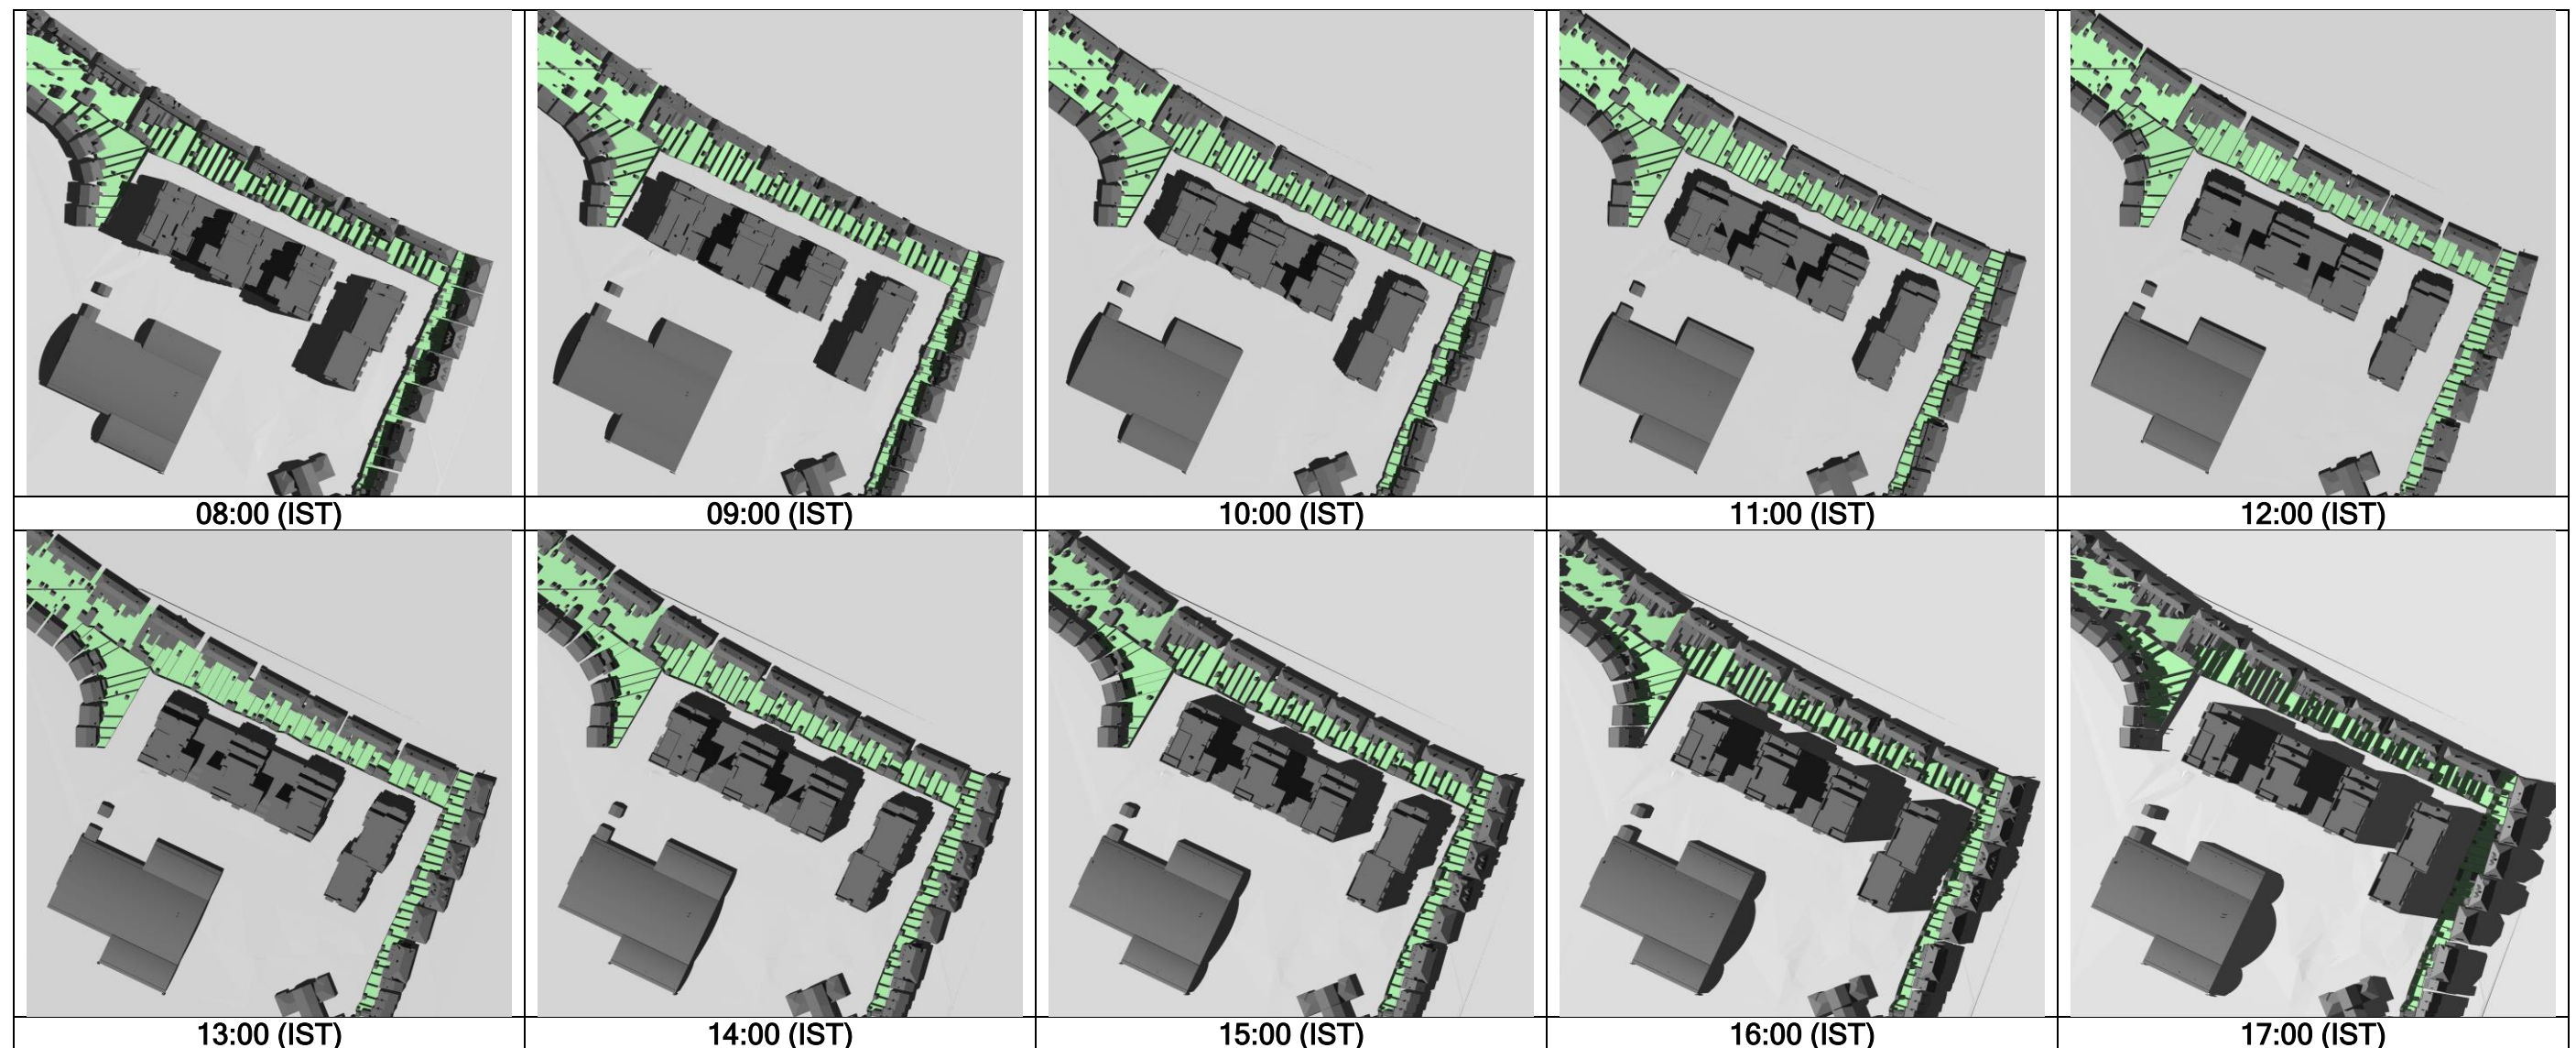 08:00 (IST)
09:00 (IST)
10:00 (IST)
11:00 (IST)
12:00 (IST)
13:00 (IST)
14:00 (IST)
15:00 (IST)
16:00 (IST)
17:00 (IST)